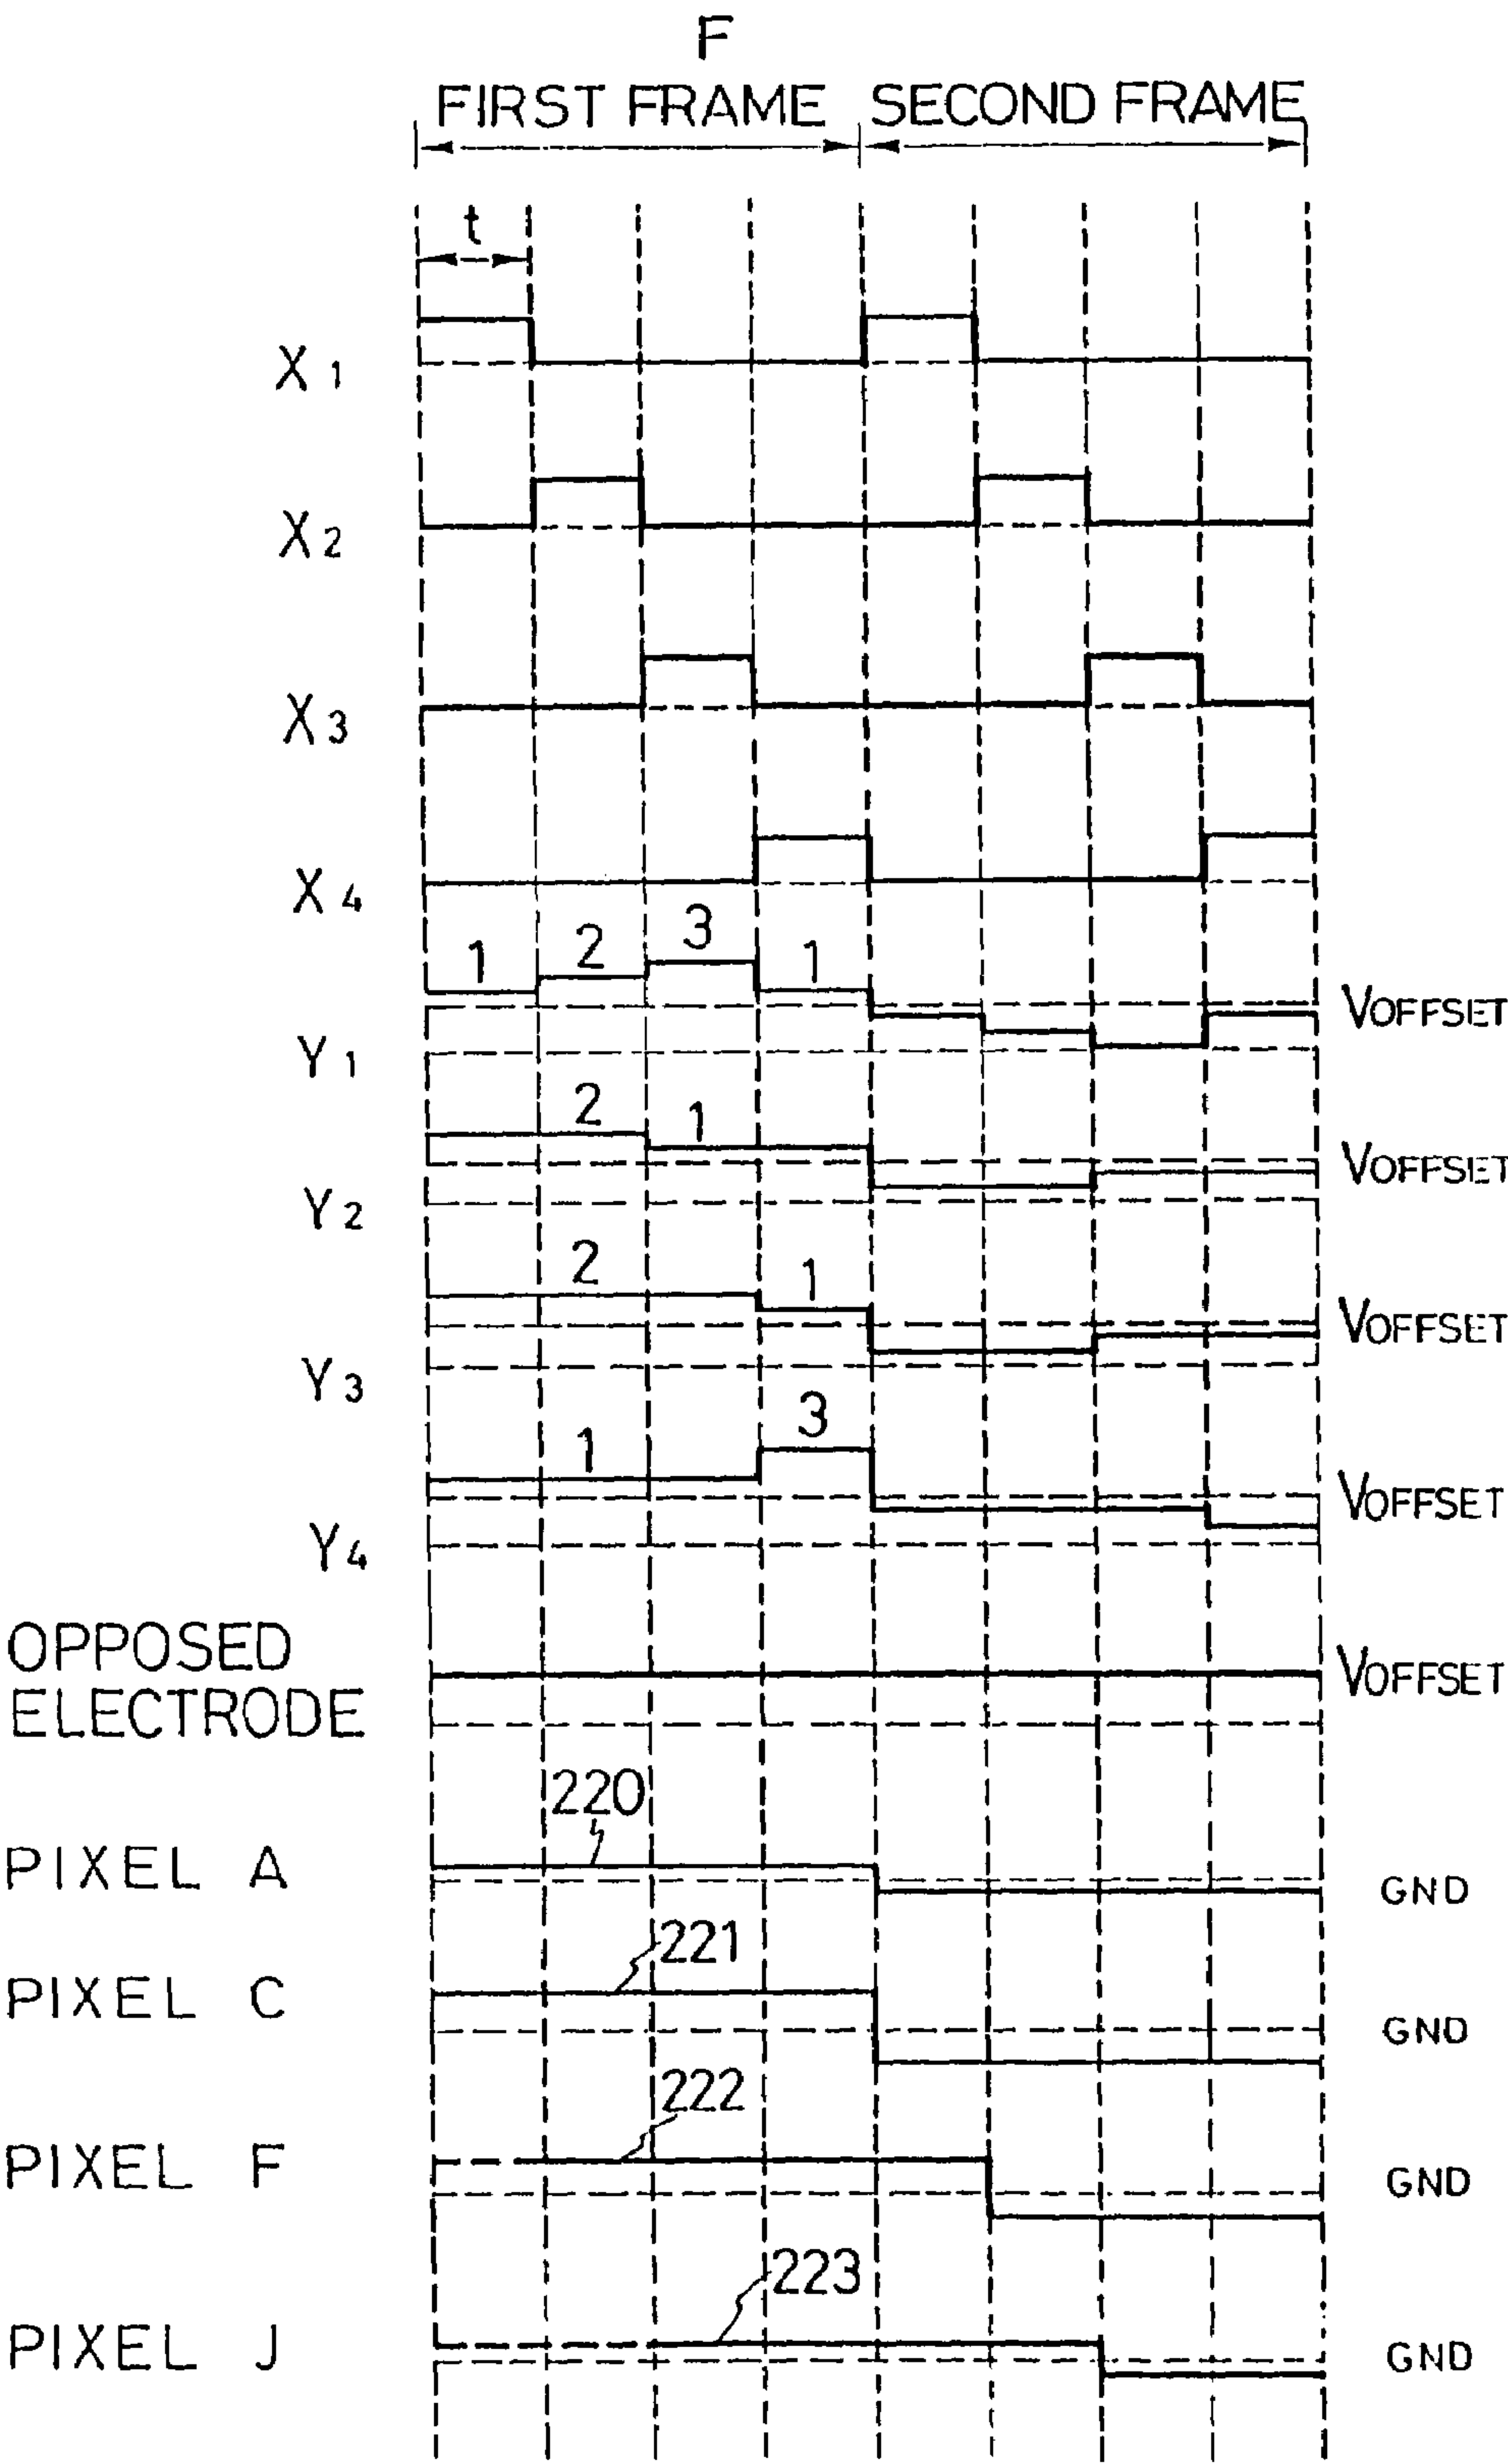 F
FIRST FRAME SECOND FRAME
t
X1
X2
X3
X4
1 2 3 1
Y1 VOFFSET
2 1
Y2 VOFFSET
2 1
Y3 VOFFSET
1 3
Y4 VOFFSET
OPPOSED
ELECTRODE VOFFSET
220
PIXEL A GND
221
PIXEL C GND
222
PIXEL F GND
223
PIXEL J GND